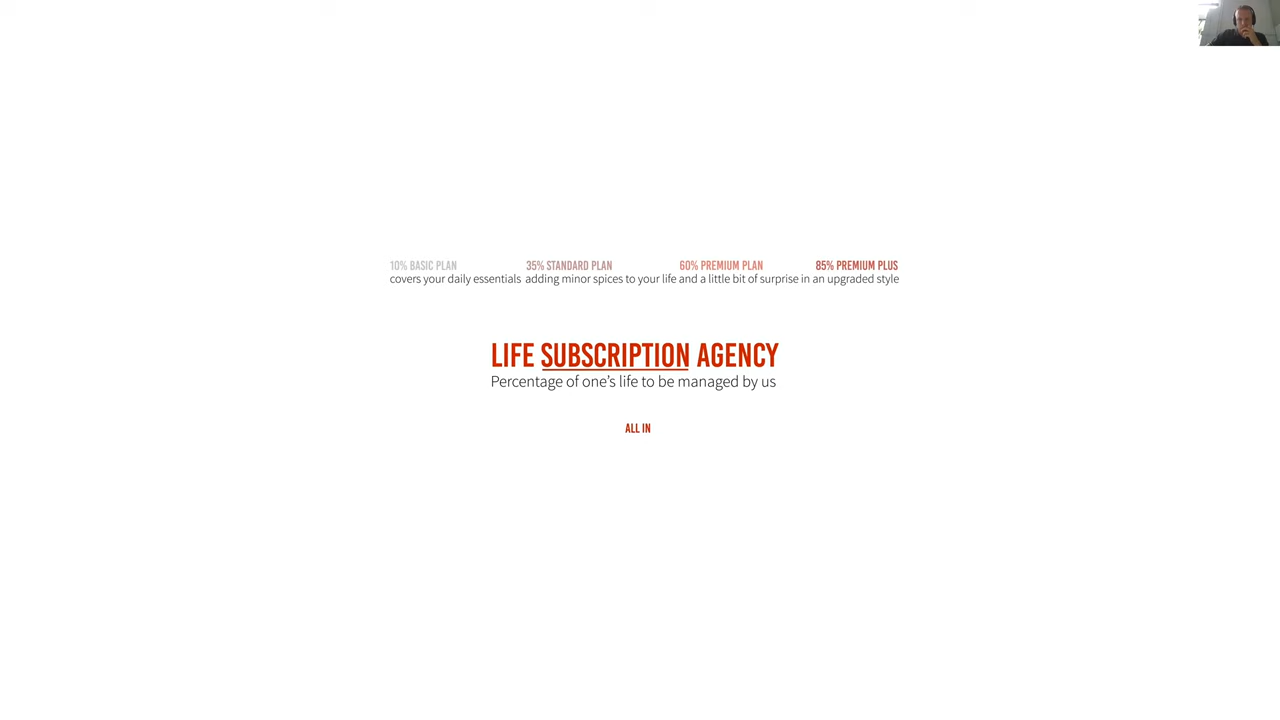 10% BASIC PLAN 35% STANDARD PLAN 60% PREMIUM PLAN 85% PREMIUM PLUS
covers your daily essentials adding minor spices to your life and a little bit of surprise in an upgraded style
LIFE SUBSCRIPTION AGENCY
Percentage of one’s life to be managed by us
ALL IN